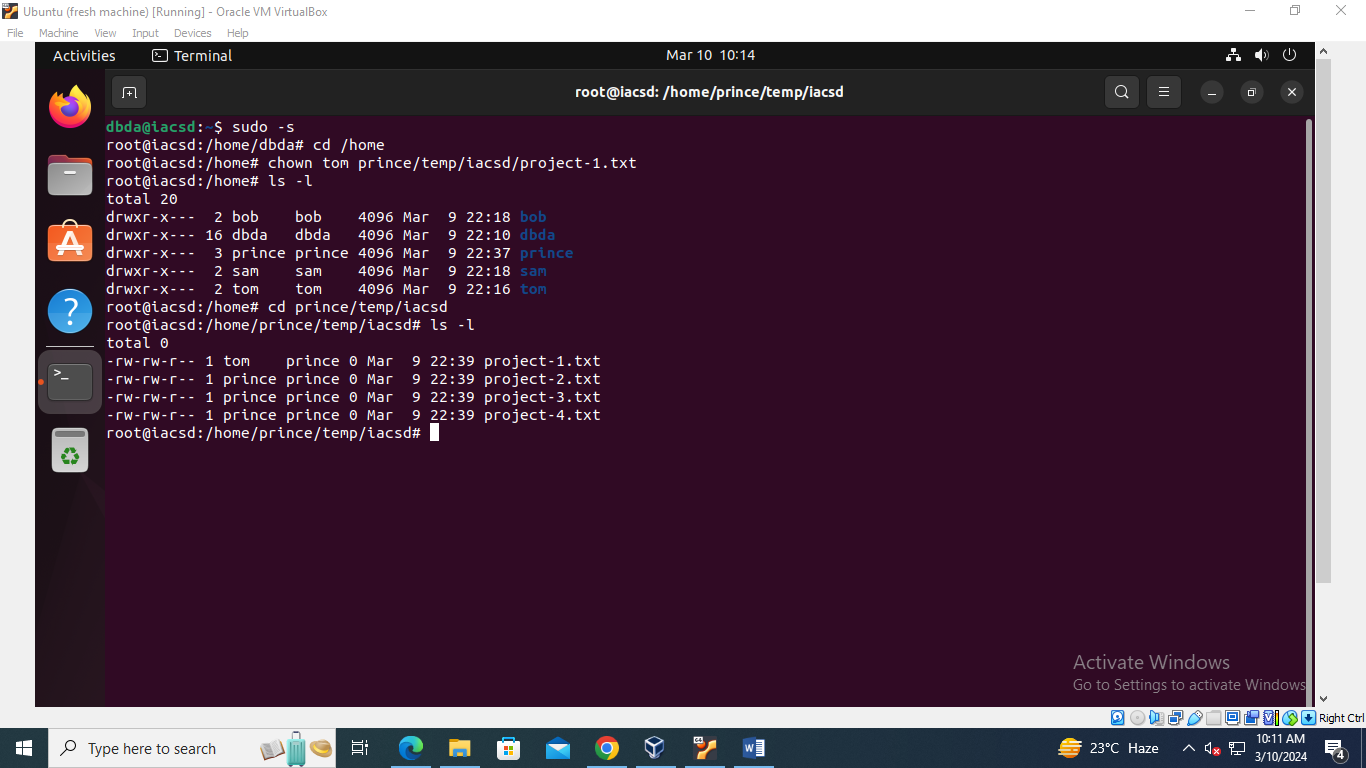 Ubuntu (fresh machine) [Running] - Oracle VM VirtualBox
File Machine View Input Devices Help
Activities Terminal Mar 10 10:14
root@iacsd: /home/prince/temp/iacsd
dbda@iacsd:~$ sudo -s
root@iacsd:/home/dbda# cd /home
root@iacsd:/home# chown tom prince/temp/iacsd/project-1.txt
root@iacsd:/home# ls -l
total 20
drwxr-x---  2 bob    bob    4096 Mar  9 22:18 bob
drwxr-x--- 16 dbda   dbda   4096 Mar  9 22:10 dbda
drwxr-x---  3 prince prince 4096 Mar  9 22:37 prince
drwxr-x---  2 sam    sam    4096 Mar  9 22:18 sam
drwxr-x---  2 tom    tom    4096 Mar  9 22:16 tom
root@iacsd:/home# cd prince/temp/iacsd
root@iacsd:/home/prince/temp/iacsd# ls -l
total 0
-rw-rw-r-- 1 tom    prince 0 Mar  9 22:39 project-1.txt
-rw-rw-r-- 1 prince prince 0 Mar  9 22:39 project-2.txt
-rw-rw-r-- 1 prince prince 0 Mar  9 22:39 project-3.txt
-rw-rw-r-- 1 prince prince 0 Mar  9 22:39 project-4.txt
root@iacsd:/home/prince/temp/iacsd#
Activate Windows
Go to Settings to activate Windows
Right Ctrl
Type here to search
23°C Haze
10:11 AM
3/10/2024
4